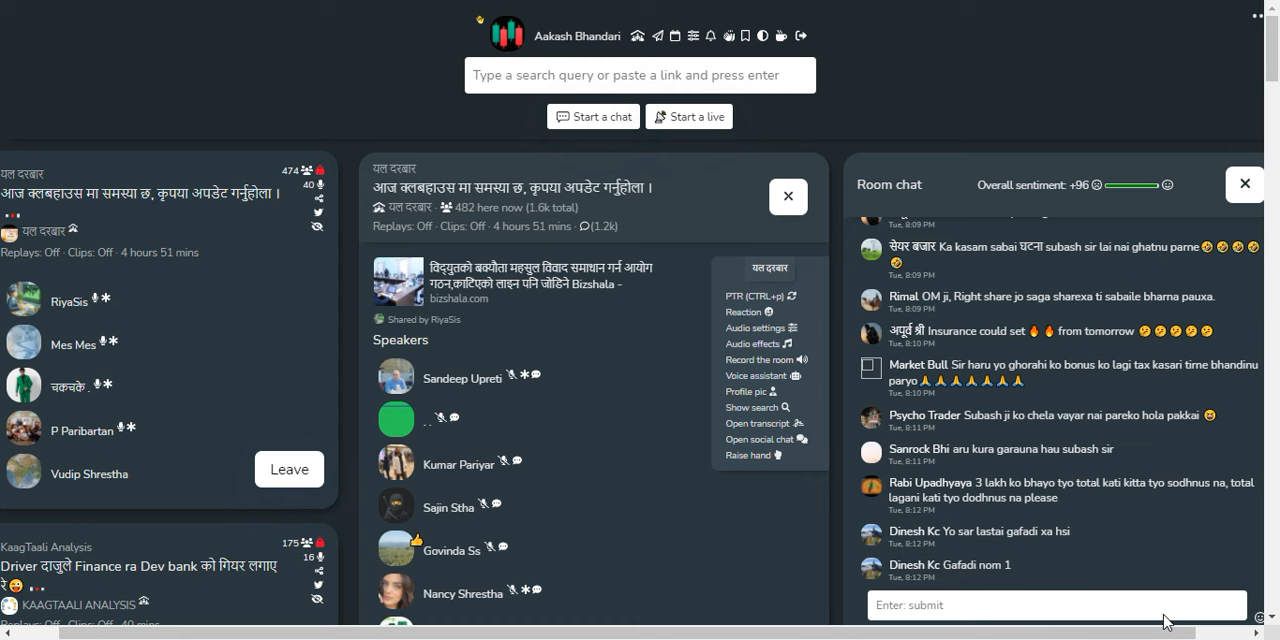 Aakash Bhandari
Type a search query or paste a link and press enter
Start a chat
Start a live
यल दरबार
474
आज क्लबहाउस मा समस्या छ, कृपया अपडेट गर्नुहोला ।
40
यल दरबार
Replays: Off · Clips: Off · 4 hours 51 mins
RiyaSis
Mes Mes
चकचके .
P Paribartan
Vudip Shrestha
Leave
KaagTaali Analysis
175
Driver दाजुले Finance ra Dev bank को गियर लगाए
16
रे
KAAGTAALI ANALYSIS
Replays: Off · Clips: Off · 40 mins
यल दरबार
आज क्लबहाउस मा समस्या छ, कृपया अपडेट गर्नुहोला ।
यल दरबार · 482 here now (1.6k total)
Replays: Off · Clips: Off · 4 hours 51 mins · (1.2k)
विद्युतको बक्यौता महसुल विवाद समाधान गर्न आयोग
गठन,काटिएको लाइन पनि जोडिने Bizshala -
bizshala.com
Shared by RiyaSis
Speakers
Sandeep Upreti
. .
Kumar Pariyar
Sajin Stha
Govinda Ss
Nancy Shrestha
यल दरबार
PTR (CTRL+p)
Reaction
Audio settings
Audio effects
Record the room
Voice assistant
Profile pic
Show search
Open transcript
Open social chat
Raise hand
Room chat
Overall sentiment: +96
Tue, 8:09 PM
सेयर बजार Ka kasam sabai घटना subash sir lai nai ghatnu parne🤣🤣🤣🤣
🤣
Tue, 8:09 PM
Rimal OM ji, Right share jo saga sharexa ti sabaile bharna pauxa.
Tue, 8:09 PM
अपूर्व श्री Insurance could set 🔥🔥 from tomorrow 🤣🤣🤣🤣🤣
Tue, 8:10 PM
Market Bull Sir haru yo ghorahi ko bonus ko lagi tax kasari tirne bhandinu
paryo🙏🙏🙏🙏🙏🙏🙏
Tue, 8:10 PM
Psycho Trader Subash ji ko chela vayar nai pareko hola pakkai 😆
Tue, 8:11 PM
Sanrock Bhi aru kura garauna hau subash sir
Tue, 8:11 PM
Rabi Upadhyaya 3 lakh ko bhayo tyo total kati kitta tyo sodhnus na, total
lagani kati tyo dodhnus na please
Tue, 8:12 PM
Dinesh Kc Yo sar lastai gafadi xa hsi
Tue, 8:12 PM
Dinesh Kc Gafadi nom 1
Tue, 8:12 PM
Enter: submit